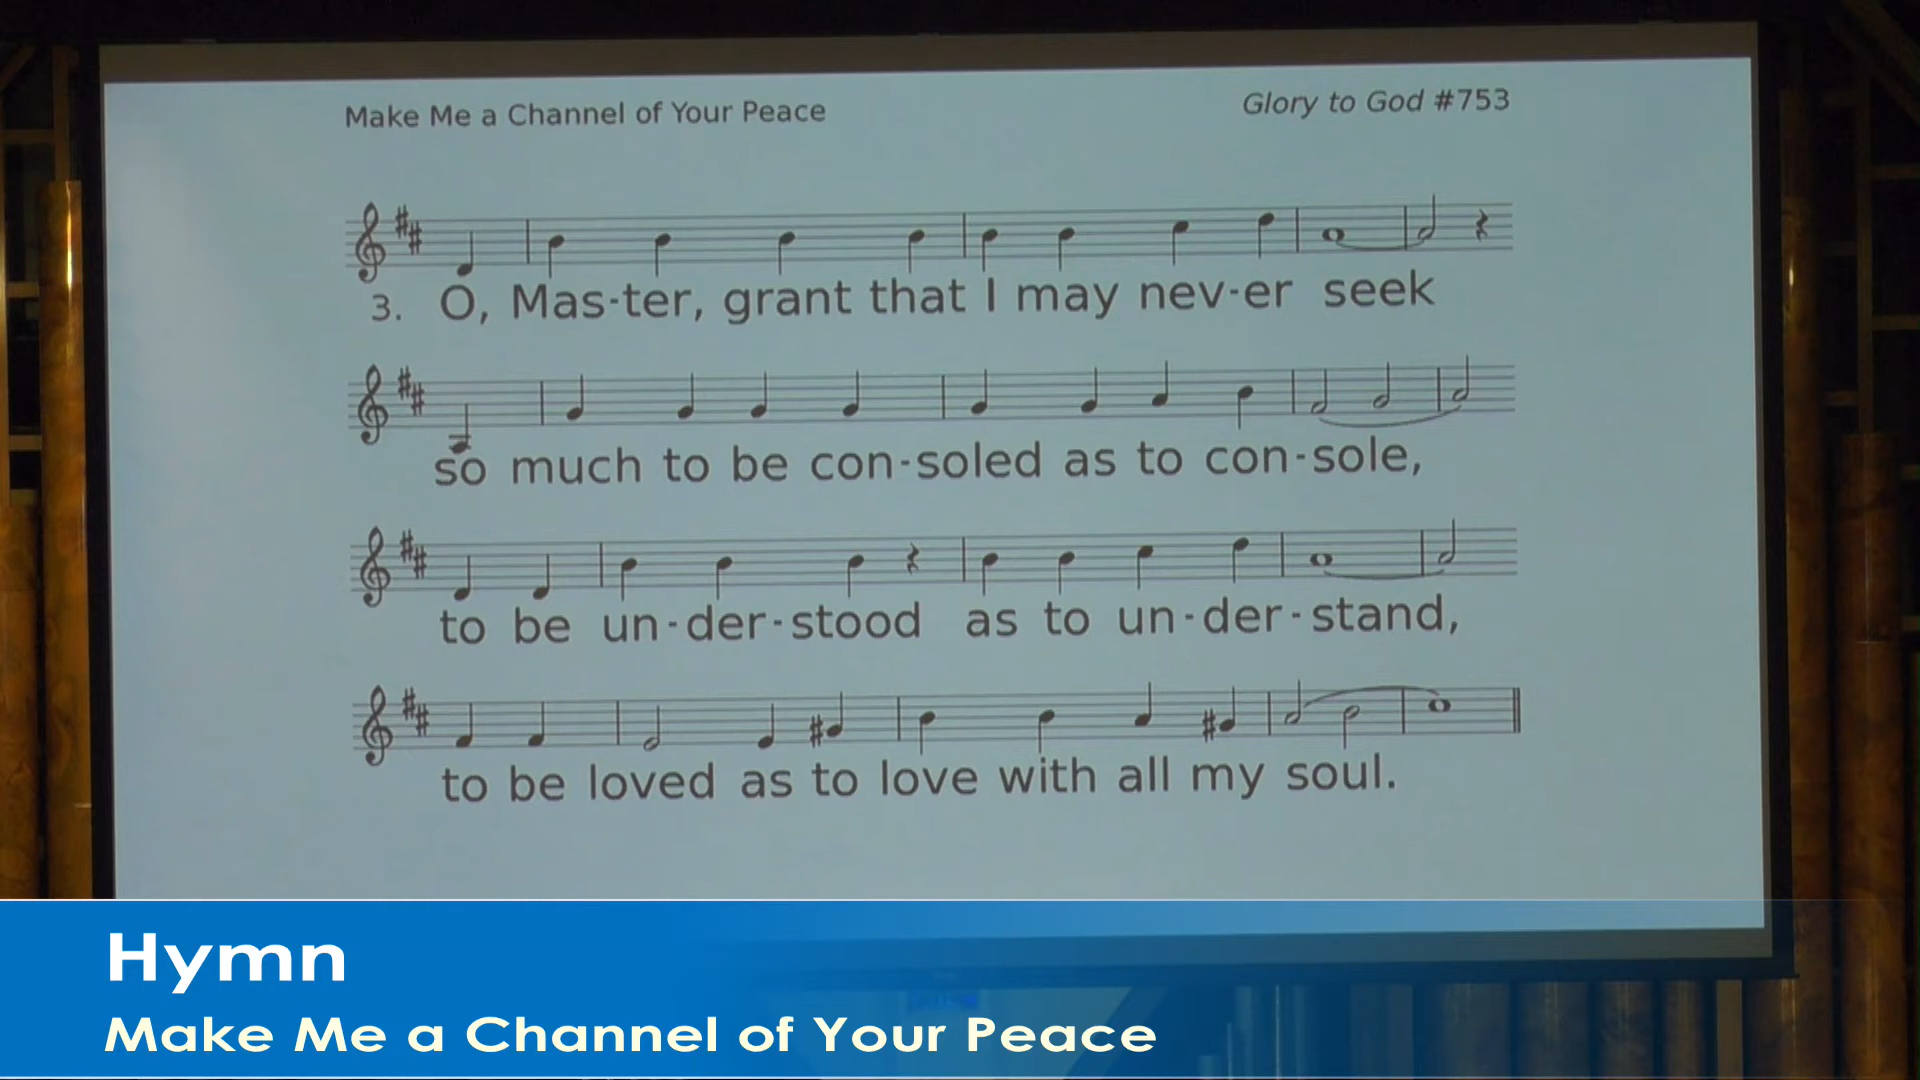 Make Me a Channel of Your Peace
Glory to God #753
3. O, Mas-ter, grant that I may nev-er seek
so much to be con-soled as to con-sole,
to be un-der-stood as to un-der-stand,
to be loved as to love with all my soul.
Hymn
Make Me a Channel of Your Peace